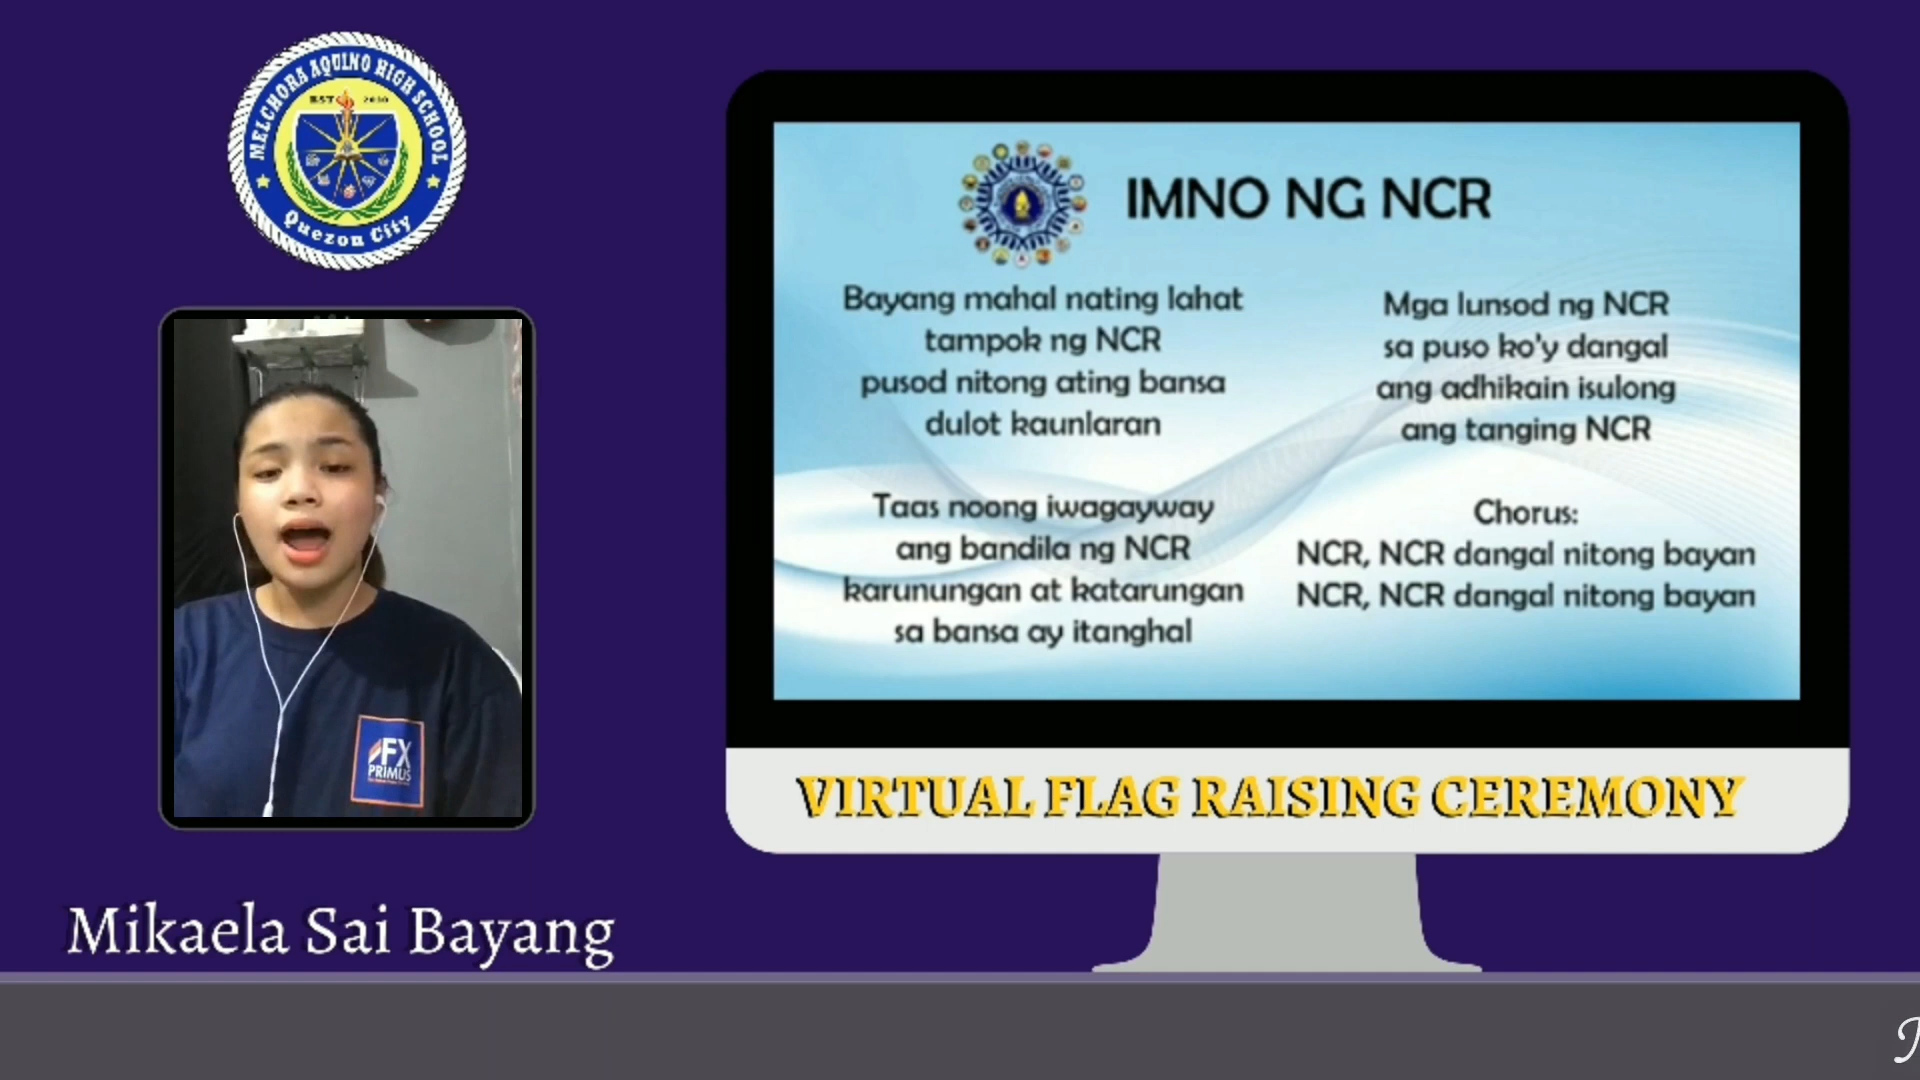 MELCHORA AQUINO HIGH SCHOOL
EST 2030
Quezon City
IMNO NG NCR
Bayang mahal nating lahat
tampok ng NCR
pusod nitong ating bansa
dulot kaunlaran
Taas noong iwagayway
ang bandila ng NCR
karunungan at katarungan
sa bansa ay itanghal
Mga lunsod ng NCR
sa puso ko'y dangal
ang adhikain isulong
ang tanging NCR
Chorus:
NCR, NCR dangal nitong bayan
NCR, NCR dangal nitong bayan
FX
PRIMUS
VIRTUAL FLAG RAISING CEREMONY
Mikaela Sai Bayang